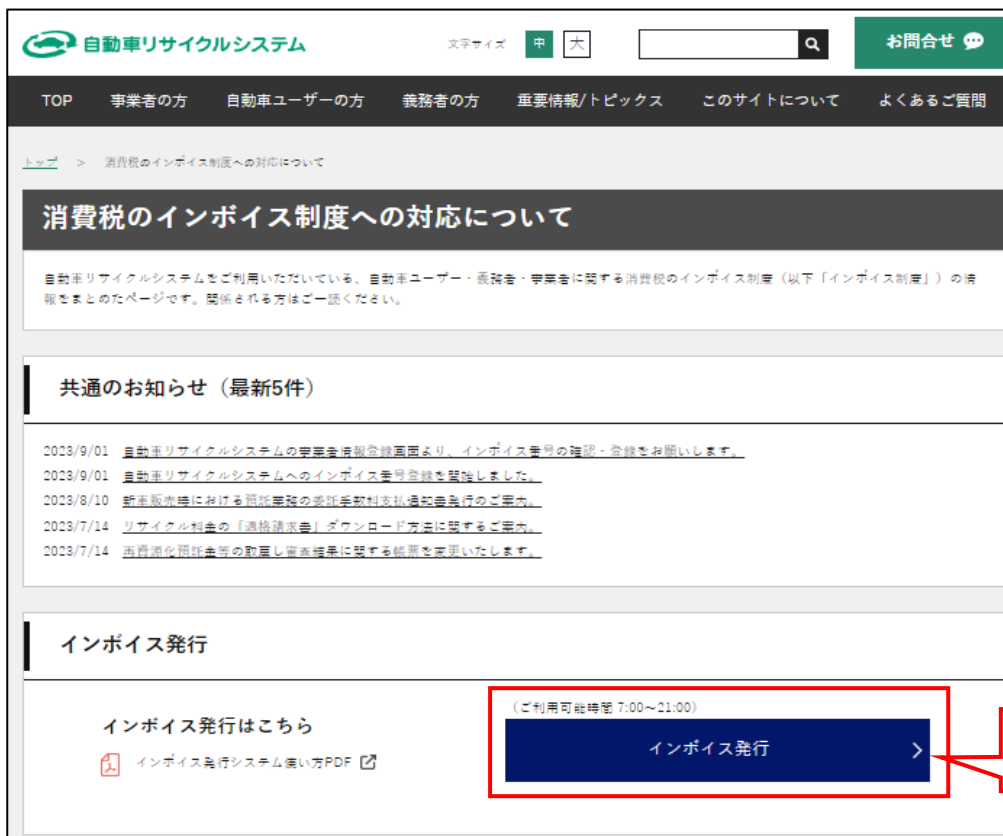 自動車リサイクルシステム
文字サイズ 中 大
お問合せ
TOP 事業者の方 自動車ユーザーの方 義務者の方 重要情報/トピックス このサイトについて よくあるご質問
トップ > 消費税のインボイス制度への対応について
消費税のインボイス制度への対応について
自動車リサイクルシステムをご利用いただいている、自動車ユーザー・義務者・事業者に関する消費税のインボイス制度（以下「インボイス制度」）の情
報をまとめたページです。関係される方はご一読ください。
共通のお知らせ（最新5件）
2023/9/01 自動車リサイクルシステムの事業者情報登録画面より、インボイス番号の確認・登録をお願いします。
2023/9/01 自動車リサイクルシステムへのインボイス番号登録を開始しました。
2023/8/10 新車販売時における預託業務の委託手数料支払通知書発行のご案内。
2023/7/14 リサイクル料金の「適格請求書」ダウンロード方法に関するご案内。
2023/7/14 再資源化預託金等の取戻し審査結果に関する帳票を変更いたします。
インボイス発行
（ご利用可能時間 7:00～21:00）
インボイス発行はこちら
インボイス発行
インボイス発行システム使い方PDF